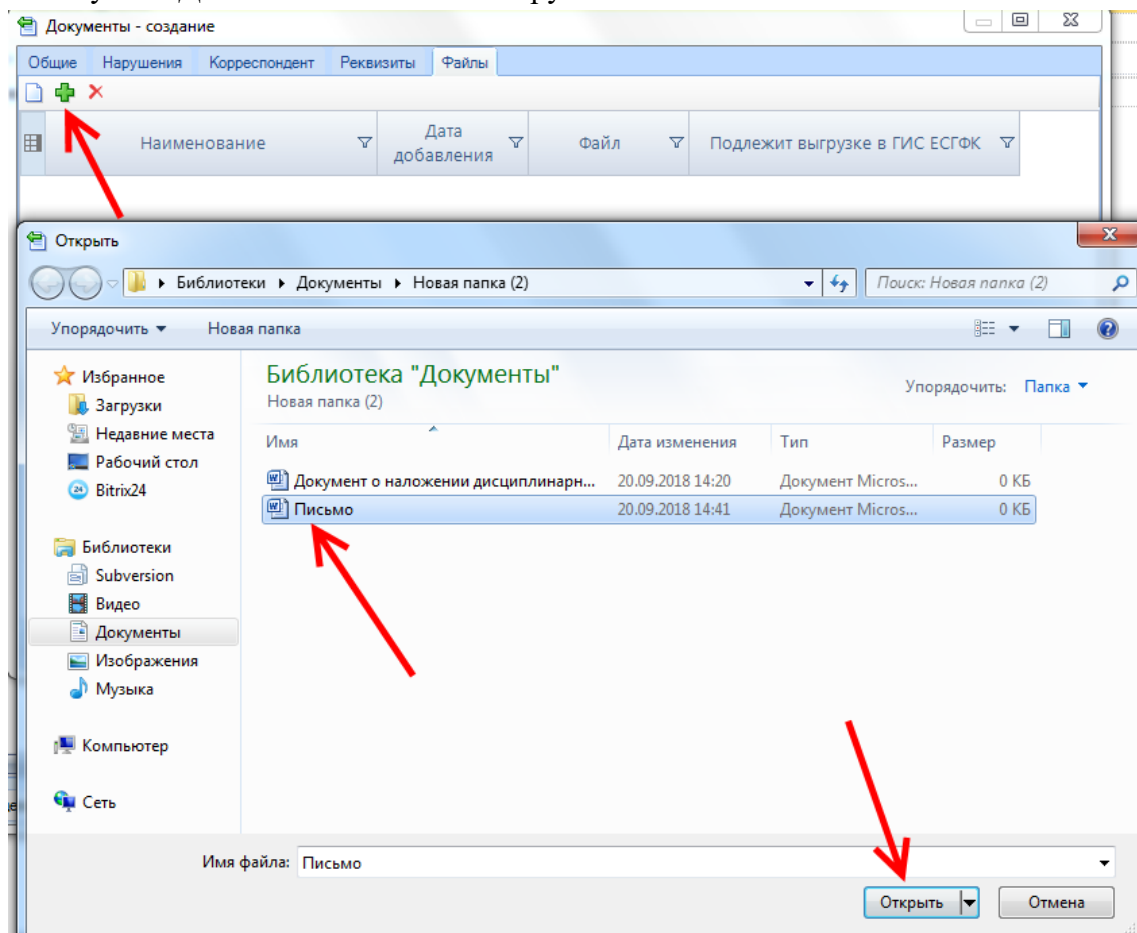 Документы - создание
Общие Нарушения Корреспондент Реквизиты Файлы
Наименование Дата добавления Файл Подлежит выгрузке в ГИС ЕСГФК
Открыть
Библиотеки Документы Новая папка (2) Поиск: Новая папка (2)
Упорядочить Новая папка
Избранное
Загрузки
Недавние места
Рабочий стол
24 Bitrix24
Библиотеки
Subversion
Видео
Документы
Изображения
Музыка
Компьютер
Сеть
Библиотека "Документы"
Новая папка (2)
Упорядочить: Папка
Имя Дата изменения Тип Размер
Документ о наложении дисциплинарн... 20.09.2018 14:20 Документ Micros... 0 КБ
Письмо 20.09.2018 14:41 Документ Micros... 0 КБ
Имя файла: Письмо
Открыть Отмена